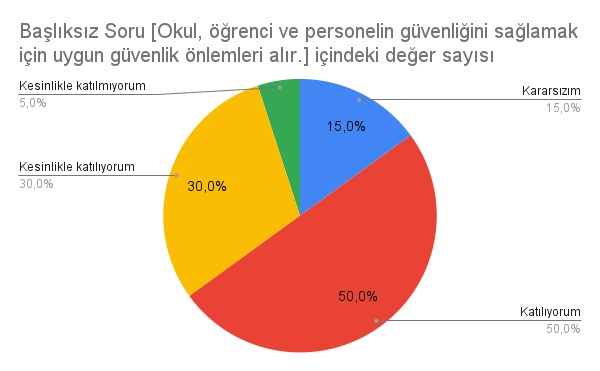 Başlıksız Soru [Okul, öğrenci ve personelin güvenliğini sağlamak
için uygun güvenlik önlemleri alır.] içindeki değer sayısı
Kesinlikle katılmıyorum
5,0%
Kararsızım
15,0%
15,0%
Kesinlikle katılıyorum
30,0%
30,0%
50,0%
Katılıyorum
50,0%